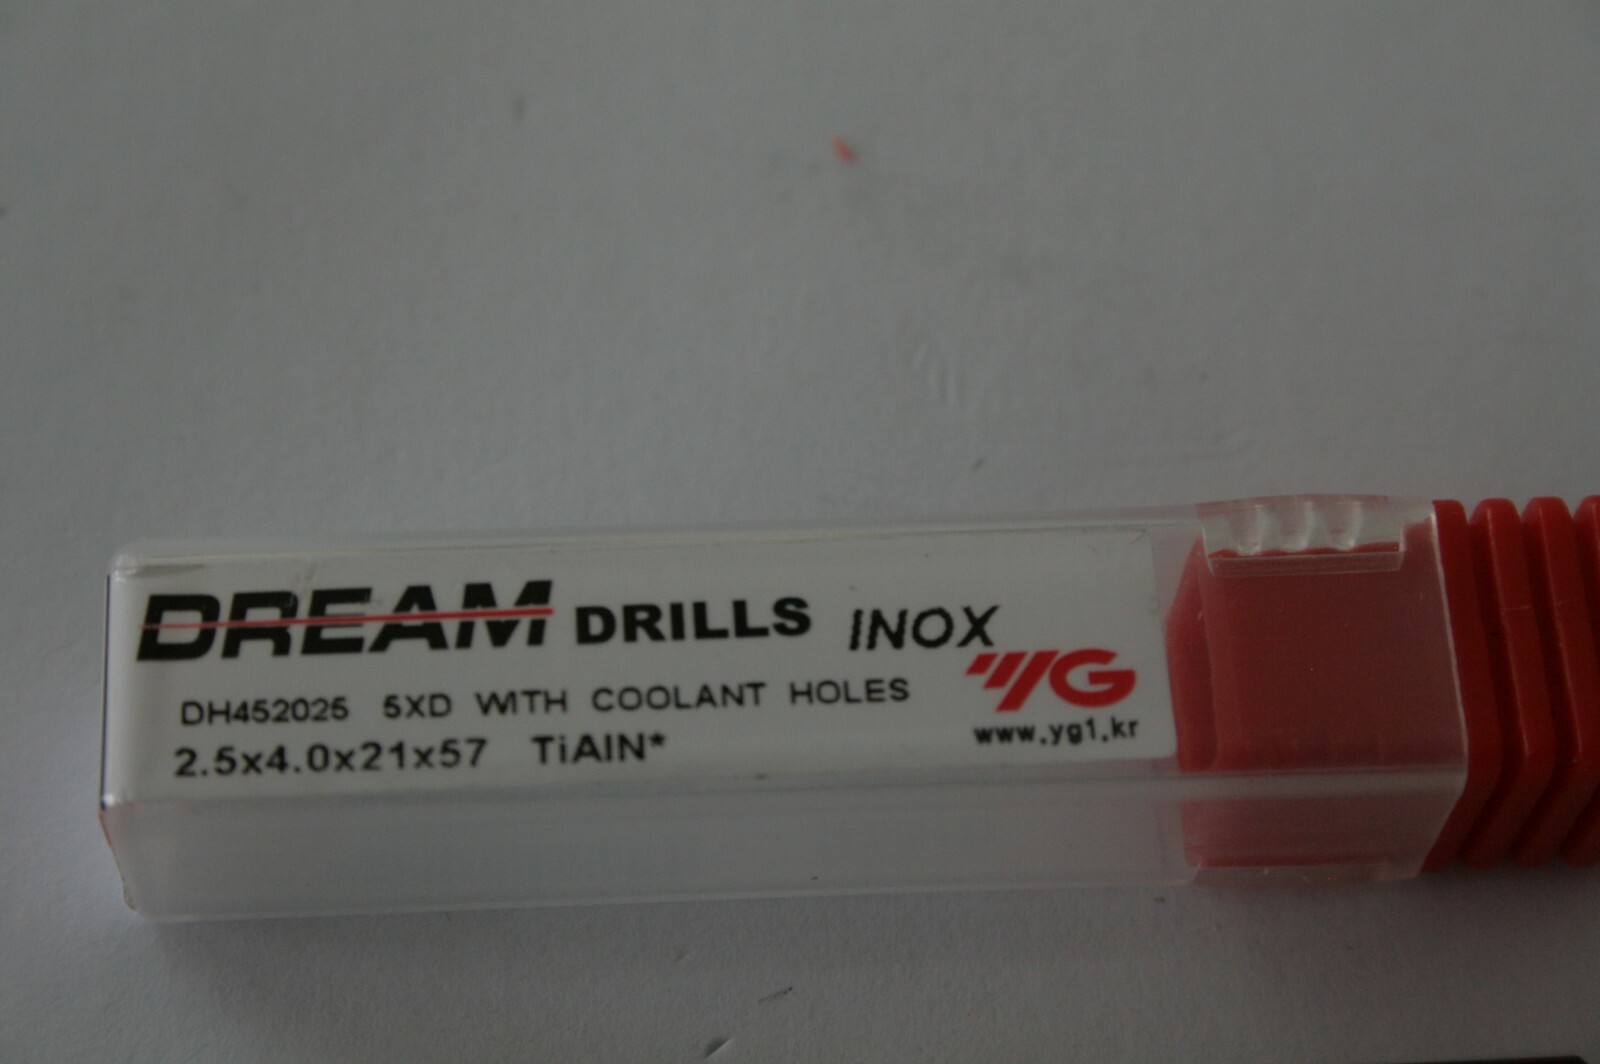 DREAM DRILLS INOX
YG
DH452025 5XD WITH COOLANT HOLES
2.5x4.0x21x57 TiAlN*
www.yg1.kr